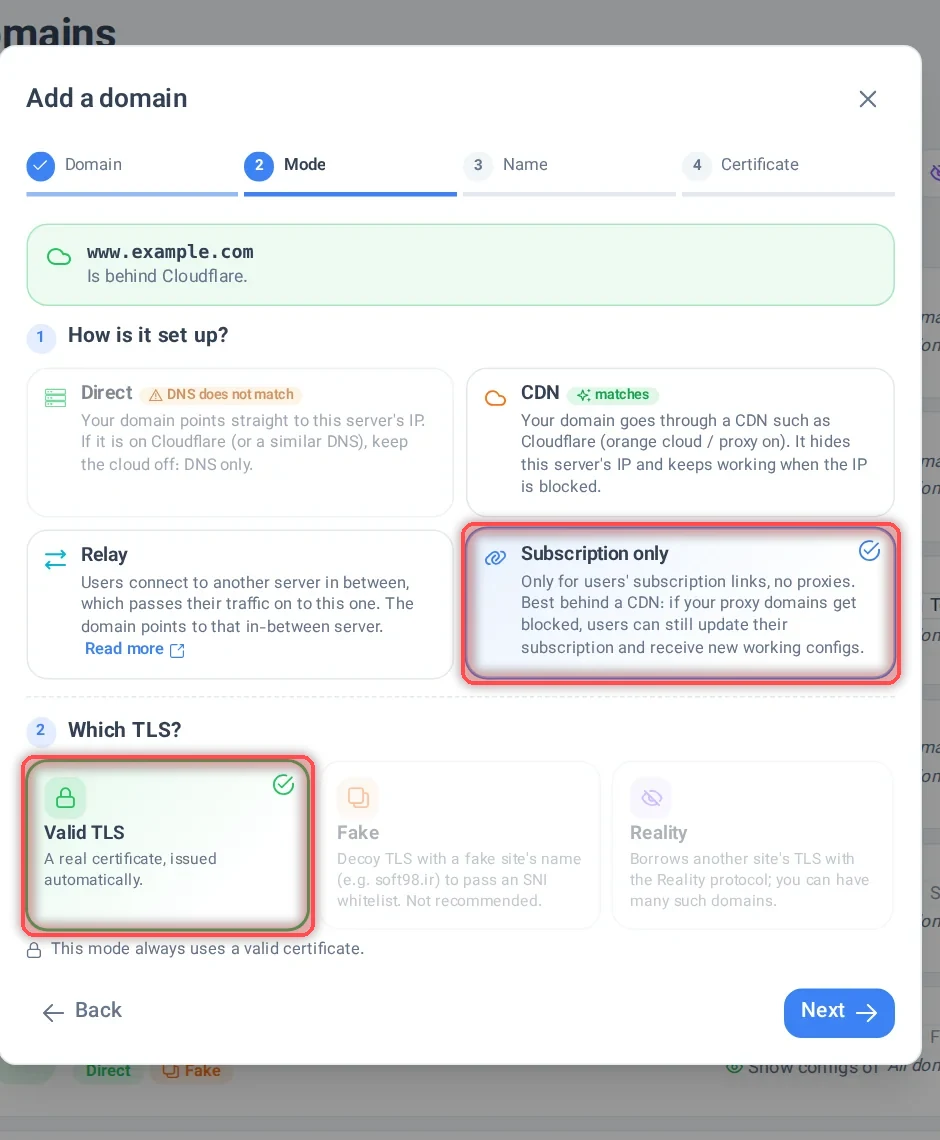 mains
Add a domain
Domain
2 Mode
3 Name
4 Certificate
www.example.com
Is behind Cloudflare.
1 How is it set up?
Direct DNS does not match
Your domain points straight to this server's IP.
If it is on Cloudflare (or a similar DNS), keep
the cloud off: DNS only.
CDN matches
Your domain goes through a CDN such as
Cloudflare (orange cloud / proxy on). It hides
this server's IP and keeps working when the IP
is blocked.
Relay
Users connect to another server in between,
which passes their traffic on to this one. The
domain points to that in-between server.
Read more
Subscription only
Only for users' subscription links, no proxies.
Best behind a CDN: if your proxy domains get
blocked, users can still update their
subscription and receive new working configs.
2 Which TLS?
Valid TLS
A real certificate, issued
automatically.
Fake
Decoy TLS with a fake site's name
(e.g. soft98.ir) to pass an SNI
whitelist. Not recommended.
Reality
Borrows another site's TLS with
the Reality protocol; you can have
many such domains.
This mode always uses a valid certificate.
Back
Next
Direct Fake
Show configs of All dom